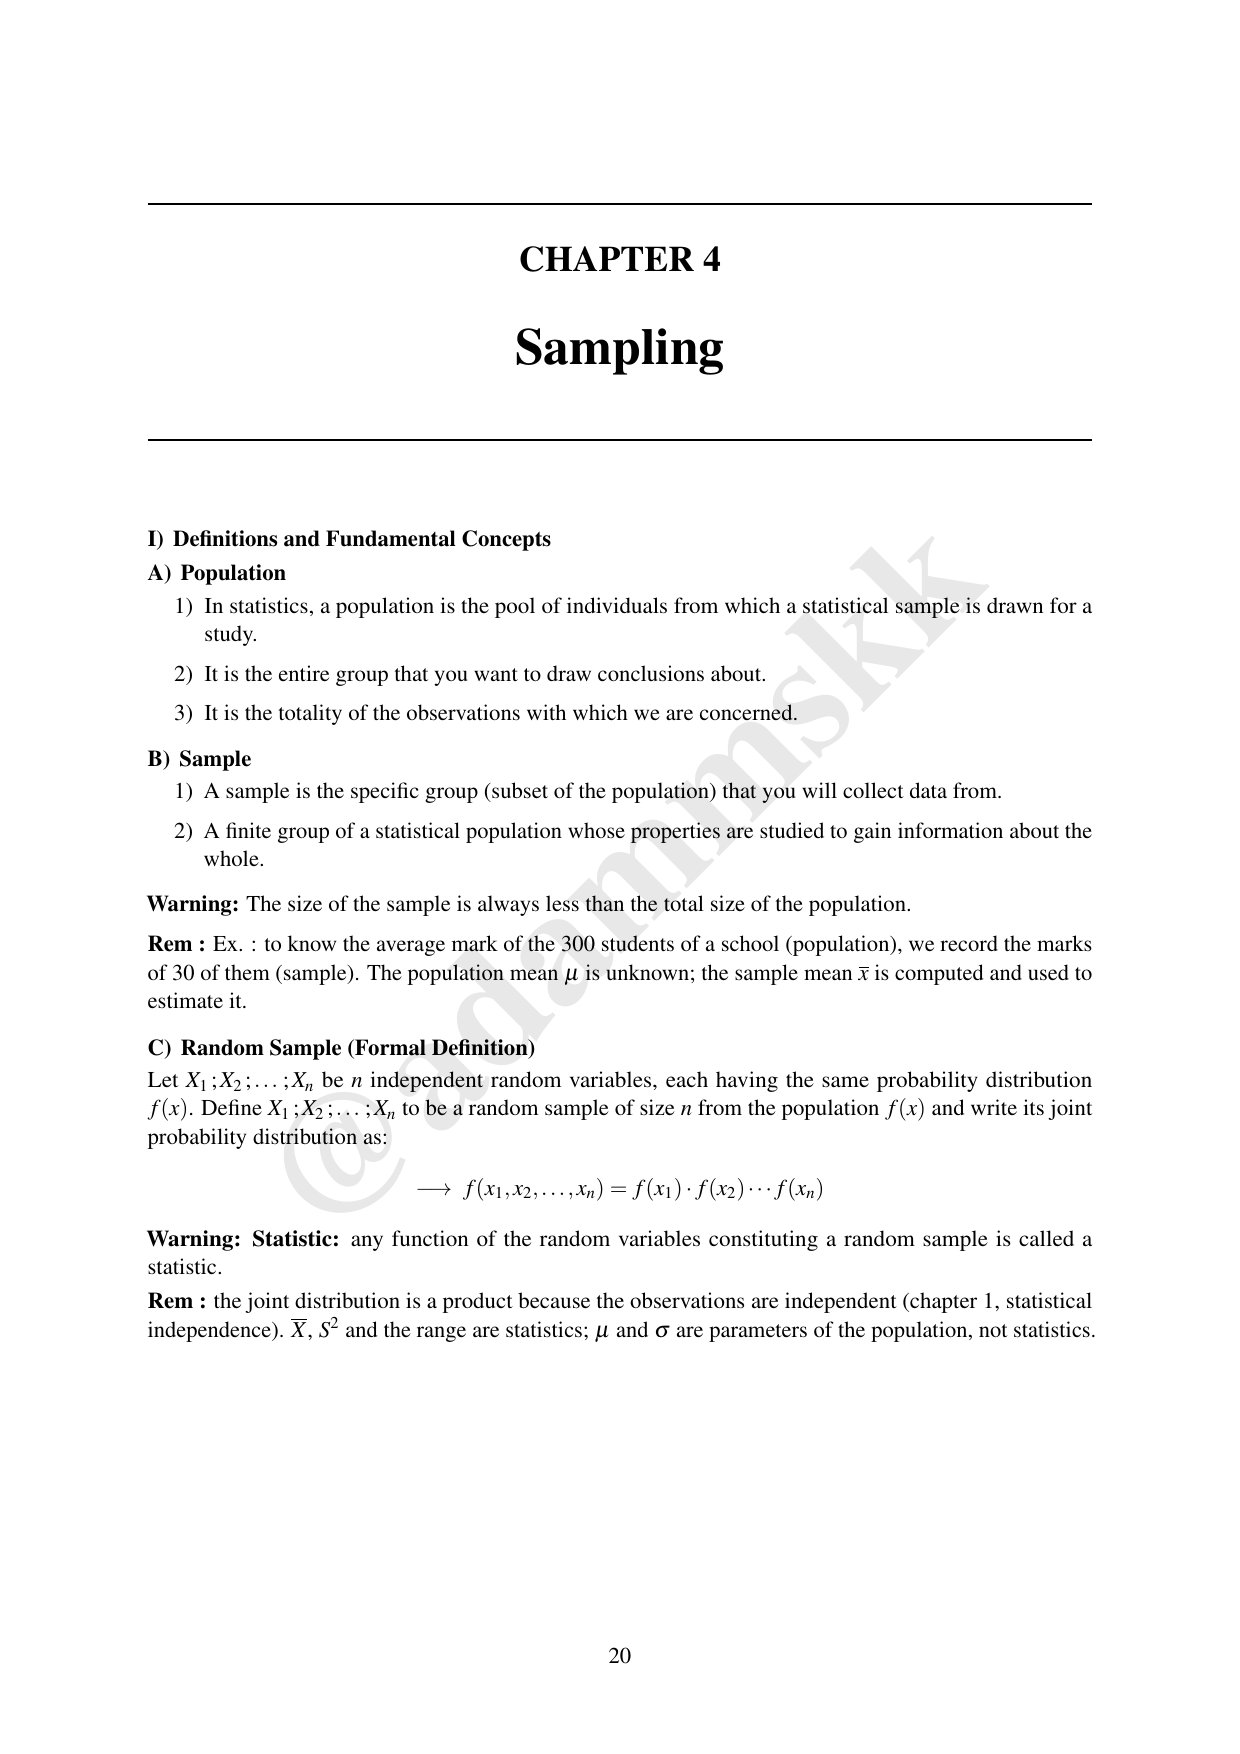 CHAPTER 4
Sampling
I) Definitions and Fundamental Concepts
A) Population
1) In statistics, a population is the pool of individuals from which a statistical sample is drawn for a
study.
2) It is the entire group that you want to draw conclusions about.
3) It is the totality of the observations with which we are concerned.
B) Sample
1) A sample is the specific group (subset of the population) that you will collect data from.
2) A finite group of a statistical population whose properties are studied to gain information about the
whole.
Warning: The size of the sample is always less than the total size of the population.
Rem : Ex. : to know the average mark of the 300 students of a school (population), we record the marks
of 30 of them (sample). The population mean μ is unknown; the sample mean x̅ is computed and used to
estimate it.
C) Random Sample (Formal Definition)
Let X₁;X₂;…;Xₙ be n independent random variables, each having the same probability distribution
f(x). Define X₁;X₂;…;Xₙ to be a random sample of size n from the population f(x) and write its joint
probability distribution as:
⟶ f(x₁,x₂,…,xₙ) = f(x₁)·f(x₂)···f(xₙ)
Warning: Statistic: any function of the random variables constituting a random sample is called a
statistic.
Rem : the joint distribution is a product because the observations are independent (chapter 1, statistical
independence). X̅, S² and the range are statistics; μ and σ are parameters of the population, not statistics.
20
@adammskk